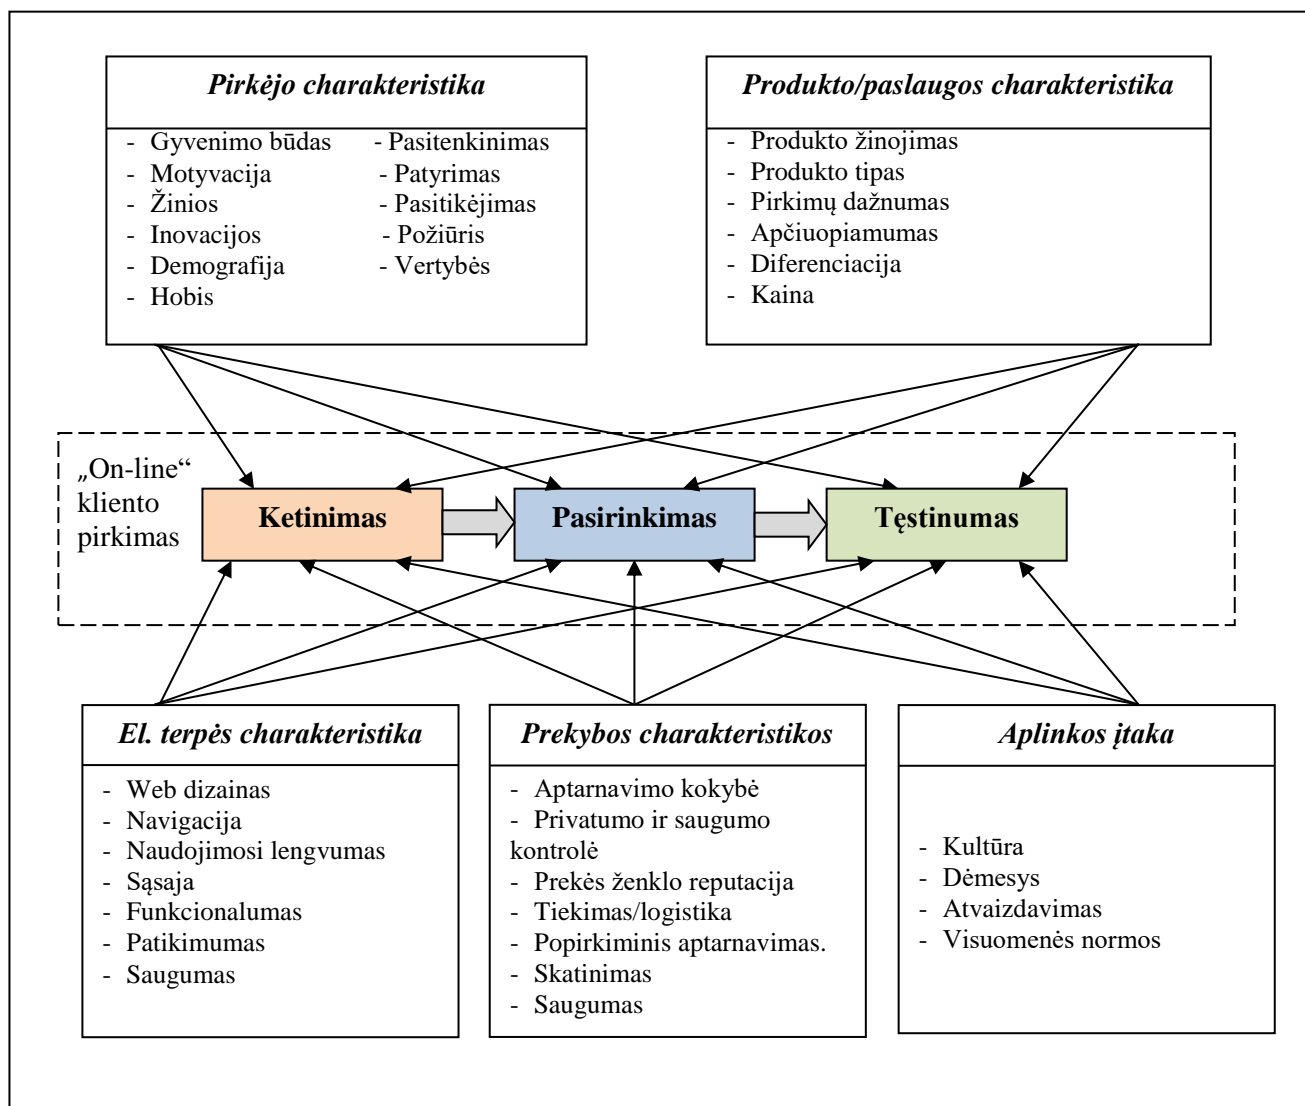 Pirkėjo charakteristika
- Gyvenimo būdas - Pasitenkinimas
- Motyvacija - Patyrimas
- Žinios - Pasitikėjimas
- Inovacijos - Požiūris
- Demografija - Vertybės
- Hobis
Produkto/paslaugos charakteristika
- Produkto žinojimas
- Produkto tipas
- Pirkimų dažnumas
- Apčiuopiamumas
- Diferenciacija
- Kaina
„On-line“
kliento
pirkimas
Ketinimas
Pasirinkimas
Tęstinumas
El. terpės charakteristika
- Web dizainas
- Navigacija
- Naudojimosi lengvumas
- Sąsaja
- Funkcionalumas
- Patikimumas
- Saugumas
Prekybos charakteristikos
- Aptarnavimo kokybė
- Privatumo ir saugumo
kontrolė
- Prekės ženklo reputacija
- Tiekimas/logistika
- Popirkiminis aptarnavimas.
- Skatinimas
- Saugumas
Aplinkos įtaka
- Kultūra
- Dėmesys
- Atvaizdavimas
- Visuomenės normos